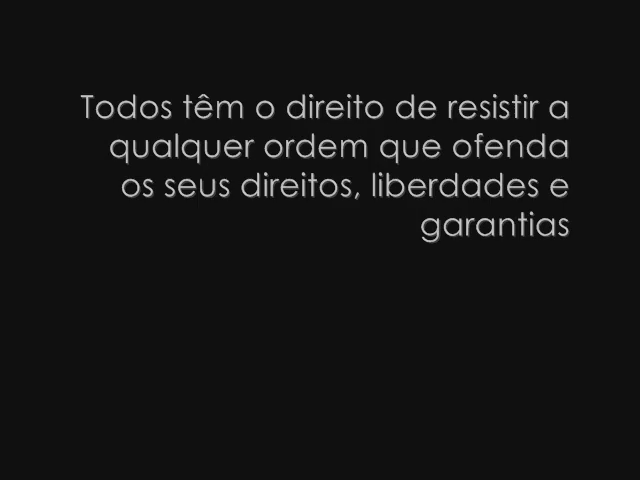 Todos têm o direito de resistir a
qualquer ordem que ofenda
os seus direitos, liberdades e
garantias